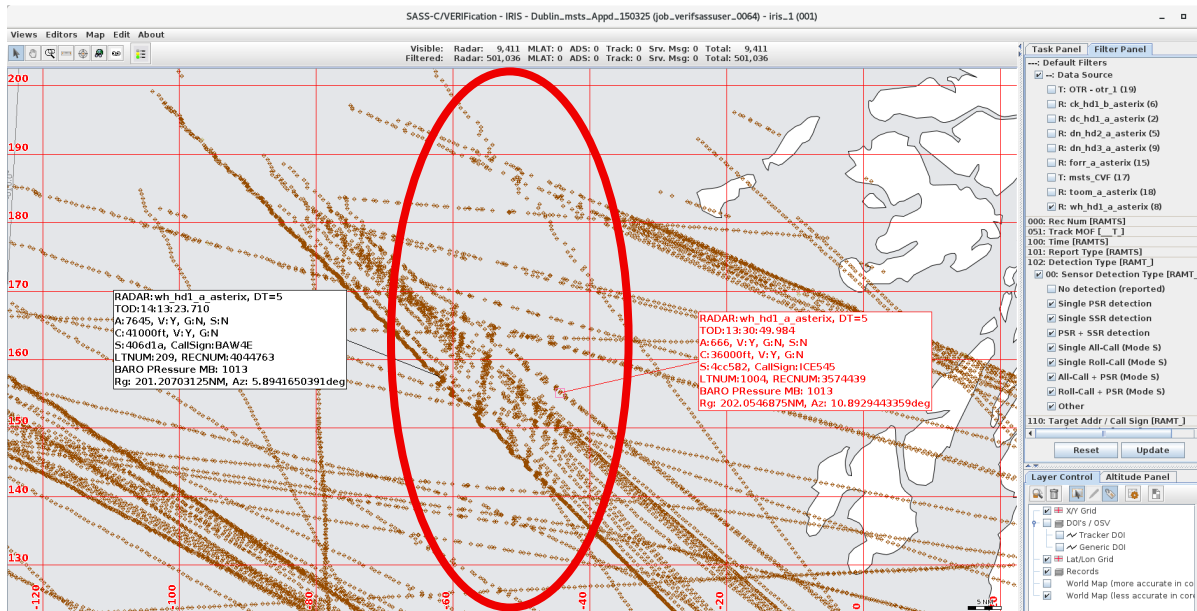 SASS-C/VERIFication - IRIS - Dublin_msts_Appd_150325 (job_verifsassuser_0064) - iris_1 (001)
Views Editors Map Edit About
Visible: Radar: 9,411 MLAT: 0 ADS: 0 Track: 0 Srv. Msg: 0 Total: 9,411
Filtered: Radar: 501,036 MLAT: 0 ADS: 0 Track: 0 Srv. Msg: 0 Total: 501,036
200
190
180
170
160
150
140
130
-120
-100
-80
-60
-40
-20
0
RADAR:wh_hd1_a_asterix, DT=5
TOD:14:13:23.710
A:7645, V:Y, G:N, S:N
C:41000ft, V:Y, G:N
S:406d1a, CallSign:BAW4E
LTNUM:209, RECNUM:4044763
BARO PRessure MB: 1013
Rg: 201.20703125NM, Az: 5.8941650391deg
RADAR:wh_hd1_a_asterix, DT=5
TOD:13:30:49.984
A:666, V:Y, G:N, S:N
C:36000ft, V:Y, G:N
S:4cc582, CallSign:ICE545
LTNUM:1004, RECNUM:3574439
BARO PRessure MB: 1013
Rg: 202.0546875NM, Az: 10.8929443359deg
Task Panel Filter Panel
---: Default Filters
--: Data Source
T: OTR - otr_1 (19)
R: ck_hd1_b_asterix (6)
R: dc_hd1_a_asterix (2)
R: dn_hd2_a_asterix (5)
R: dn_hd3_a_asterix (9)
R: forr_a_asterix (15)
T: msts_CVF (17)
R: toom_a_asterix (18)
R: wh_hd1_a_asterix (8)
000: Rec Num [RAMTS]
051: Track MOF [__T_]
100: Time [RAMTS]
101: Report Type [RAMTS]
102: Detection Type [RAMT_]
00: Sensor Detection Type [RAMT_
No detection (reported)
Single PSR detection
Single SSR detection
PSR + SSR detection
Single All-Call (Mode S)
Single Roll-Call (Mode S)
All-Call + PSR (Mode S)
Roll-Call + PSR (Mode S)
Other
110: Target Addr / Call Sign [RAMT_]
Reset Update
Layer Control Altitude Panel
X/Y Grid
DOI's / OSV
Tracker DOI
Generic DOI
Lat/Lon Grid
Records
World Map (more accurate in co
World Map (less accurate in con